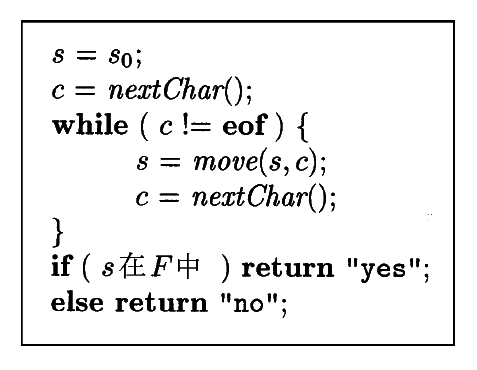 s = s₀;
c = nextChar();
while ( c != eof ) {
s = move(s, c);
c = nextChar();
}
if ( s在F中 ) return "yes";
else return "no";